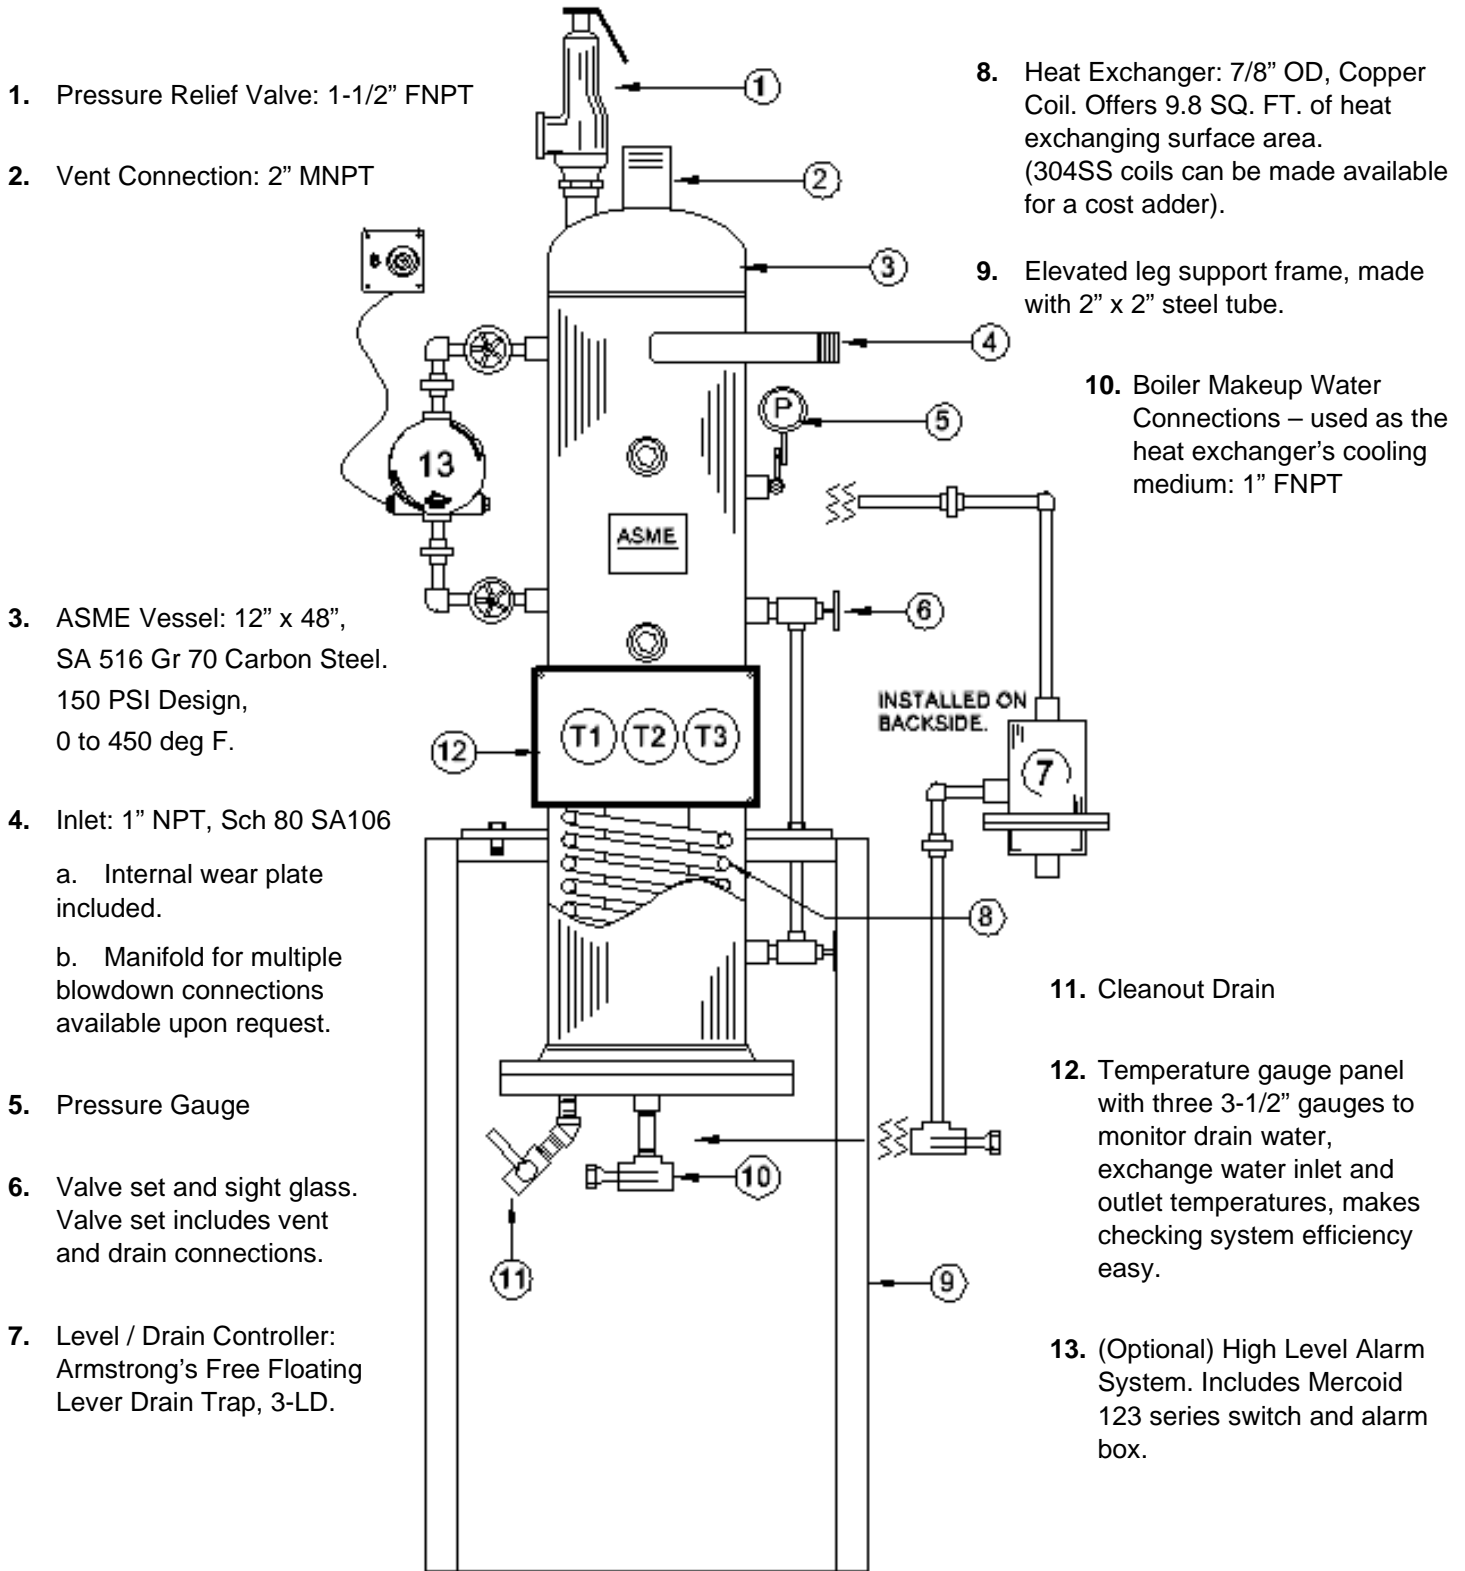 1. Pressure Relief Valve: 1-1/2” FNPT
2. Vent Connection: 2” MNPT
3. ASME Vessel: 12” x 48”,
SA 516 Gr 70 Carbon Steel.
150 PSI Design,
0 to 450 deg F.
4. Inlet: 1” NPT, Sch 80 SA106
a. Internal wear plate
included.
b. Manifold for multiple
blowdown connections
available upon request.
5. Pressure Gauge
6. Valve set and sight glass.
Valve set includes vent
and drain connections.
7. Level / Drain Controller:
Armstrong’s Free Floating
Lever Drain Trap, 3-LD.
1
2
3
4
P
5
13
ASME
6
INSTALLED ON
BACKSIDE.
12
T1 T2 T3
7
8
10
11
9
8. Heat Exchanger: 7/8” OD, Copper
Coil. Offers 9.8 SQ. FT. of heat
exchanging surface area.
(304SS coils can be made available
for a cost adder).
9. Elevated leg support frame, made
with 2” x 2” steel tube.
10. Boiler Makeup Water
Connections – used as the
heat exchanger’s cooling
medium: 1” FNPT
11. Cleanout Drain
12. Temperature gauge panel
with three 3-1/2” gauges to
monitor drain water,
exchange water inlet and
outlet temperatures, makes
checking system efficiency
easy.
13. (Optional) High Level Alarm
System. Includes Mercoid
123 series switch and alarm
box.